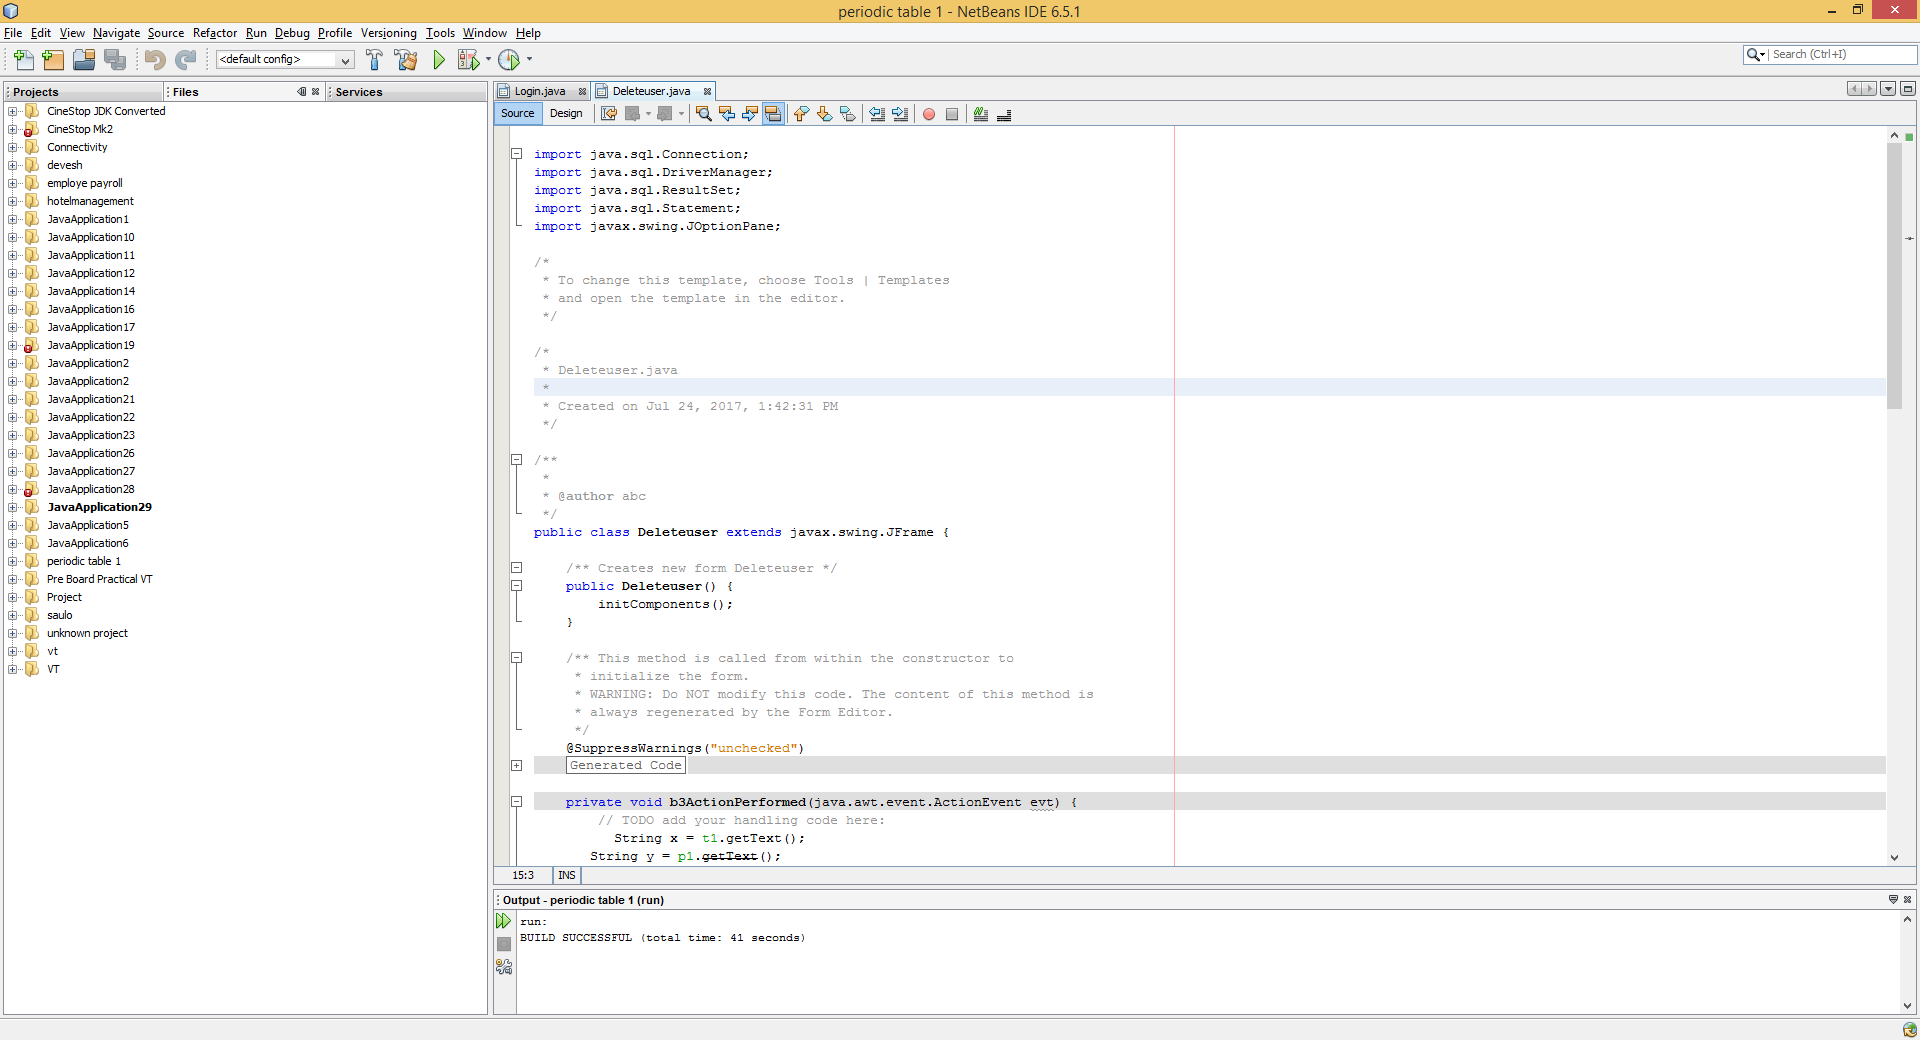 periodic table 1 - NetBeans IDE 6.5.1
File Edit View Navigate Source Refactor Run Debug Profile Versioning Tools Window Help
<default config>
Search (Ctrl+I)
Projects Files Services
CineStop JDK Converted
CineStop Mk2
Connectivity
devesh
employe payroll
hotelmanagement
JavaApplication1
JavaApplication10
JavaApplication11
JavaApplication12
JavaApplication14
JavaApplication16
JavaApplication17
JavaApplication19
JavaApplication2
JavaApplication2
JavaApplication21
JavaApplication22
JavaApplication23
JavaApplication26
JavaApplication27
JavaApplication28
JavaApplication29
JavaApplication5
JavaApplication6
periodic table 1
Pre Board Practical VT
Project
saulo
unknown project
vt
VT
Login.java Deleteuser.java
Source Design
import java.sql.Connection;
import java.sql.DriverManager;
import java.sql.ResultSet;
import java.sql.Statement;
import javax.swing.JOptionPane;
/*
* To change this template, choose Tools | Templates
* and open the template in the editor.
*/
/*
* Deleteuser.java
*
* Created on Jul 24, 2017, 1:42:31 PM
*/
/**
*
* @author abc
*/
public class Deleteuser extends javax.swing.JFrame {
/** Creates new form Deleteuser */
public Deleteuser() {
initComponents();
}
/** This method is called from within the constructor to
* initialize the form.
* WARNING: Do NOT modify this code. The content of this method is
* always regenerated by the Form Editor.
*/
@SuppressWarnings("unchecked")
Generated Code
private void b3ActionPerformed(java.awt.event.ActionEvent evt) {
// TODO add your handling code here:
String x = t1.getText();
String y = p1.getText();
15:3 INS
Output - periodic table 1 (run)
run:
BUILD SUCCESSFUL (total time: 41 seconds)